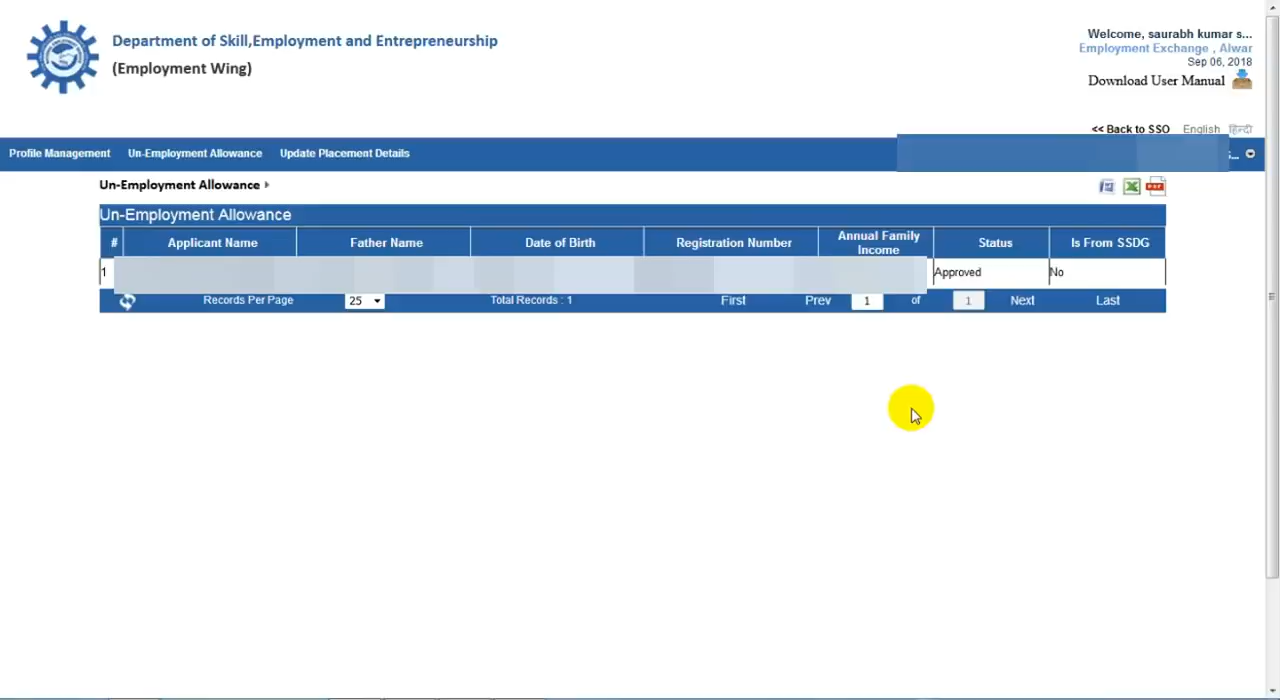 Department of Skill,Employment and Entrepreneurship
(Employment Wing)
Welcome, saurabh kumar s...
Employment Exchange , Alwar
Sep 06, 2018
Download User Manual
<< Back to SSO English हिन्दी
Profile Management Un-Employment Allowance Update Placement Details
Un-Employment Allowance
Un-Employment Allowance
# Applicant Name Father Name Date of Birth Registration Number Annual Family Income Status Is From SSDG
1 Approved No
Records Per Page 25 Total Records : 1 First Prev 1 of 1 Next Last